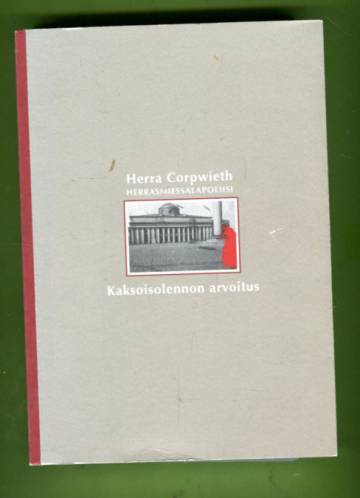 Herra Corpwieth
HERRASMIESSALAPOLIISI
Kaksoisolennon arvoitus